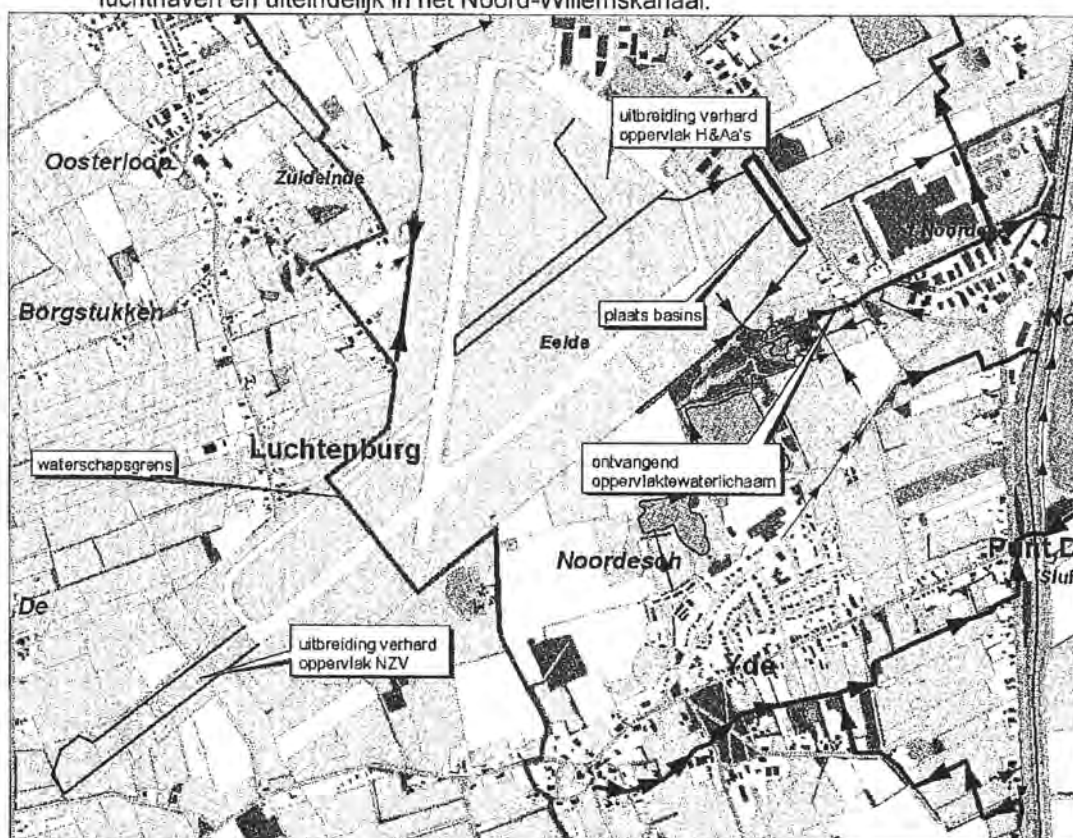 luchthaven en uiteindelijk in het Noord-Willemskanaal.
uitbreiding verhard
oppervlak H&Aa's
Oosterloop
Zuideinde
Borgstukken
plaats basins
Eelde
Luchtenburg
waterschapsgrens
ontvangend
oppervlaktewaterlichaam
Noordesch
Punt,D
De
uitbreiding verhard
oppervlak NZV
Yde